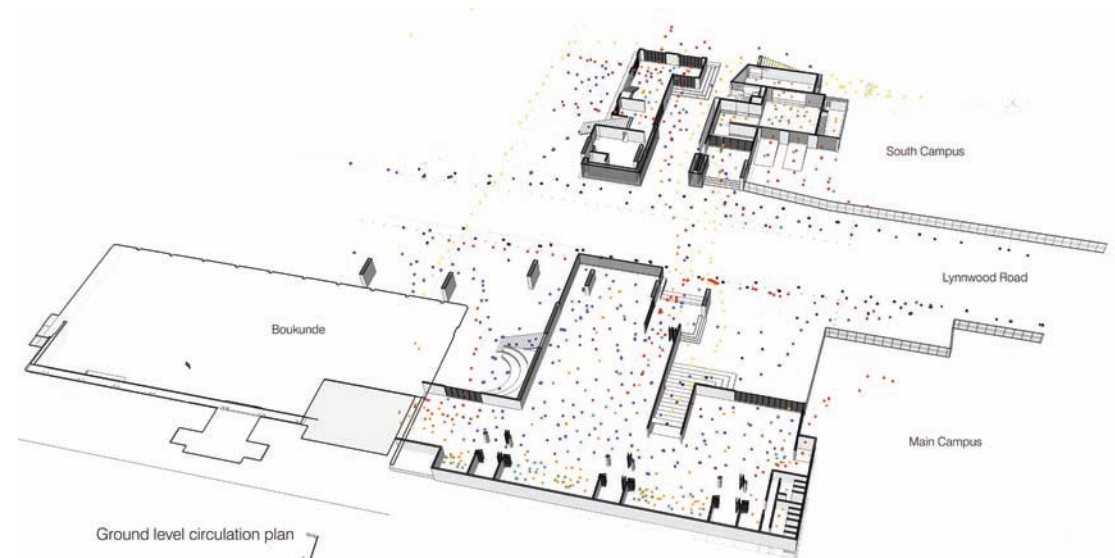 South Campus
Lynnwood Road
Boukunde
Main Campus
Ground level circulation plan